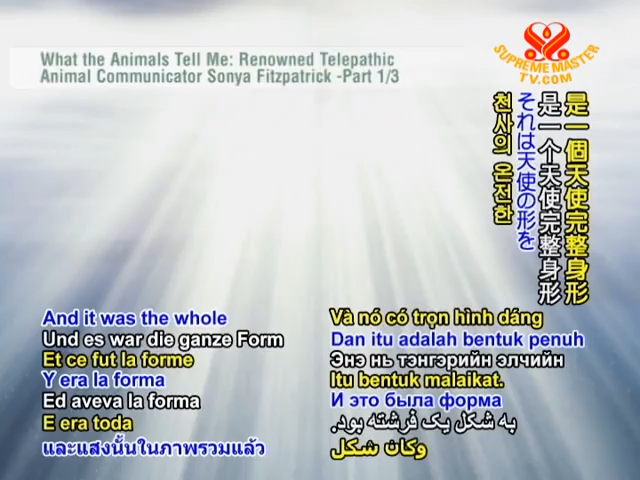 What the Animals Tell Me: Renowned Telepathic
Animal Communicator Sonya Fitzpatrick -Part 1/3
SUPREME MASTER
TV.COM
是一個天使完整身形
是一个天使完整身形
それは天使の形を
천사의 온전한
And it was the whole
Und es war die ganze Form
Et ce fut la forme
Y era la forma
Ed aveva la forma
E era toda
และแสงนั้นในภาพรวมแล้ว
Và nó có trọn hình dáng
Dan itu adalah bentuk penuh
Энэ нь тэнгэрийн элчийн
Itu bentuk malaikat.
И это была форма
به شکل یک فرشته بود.
وكان شكل